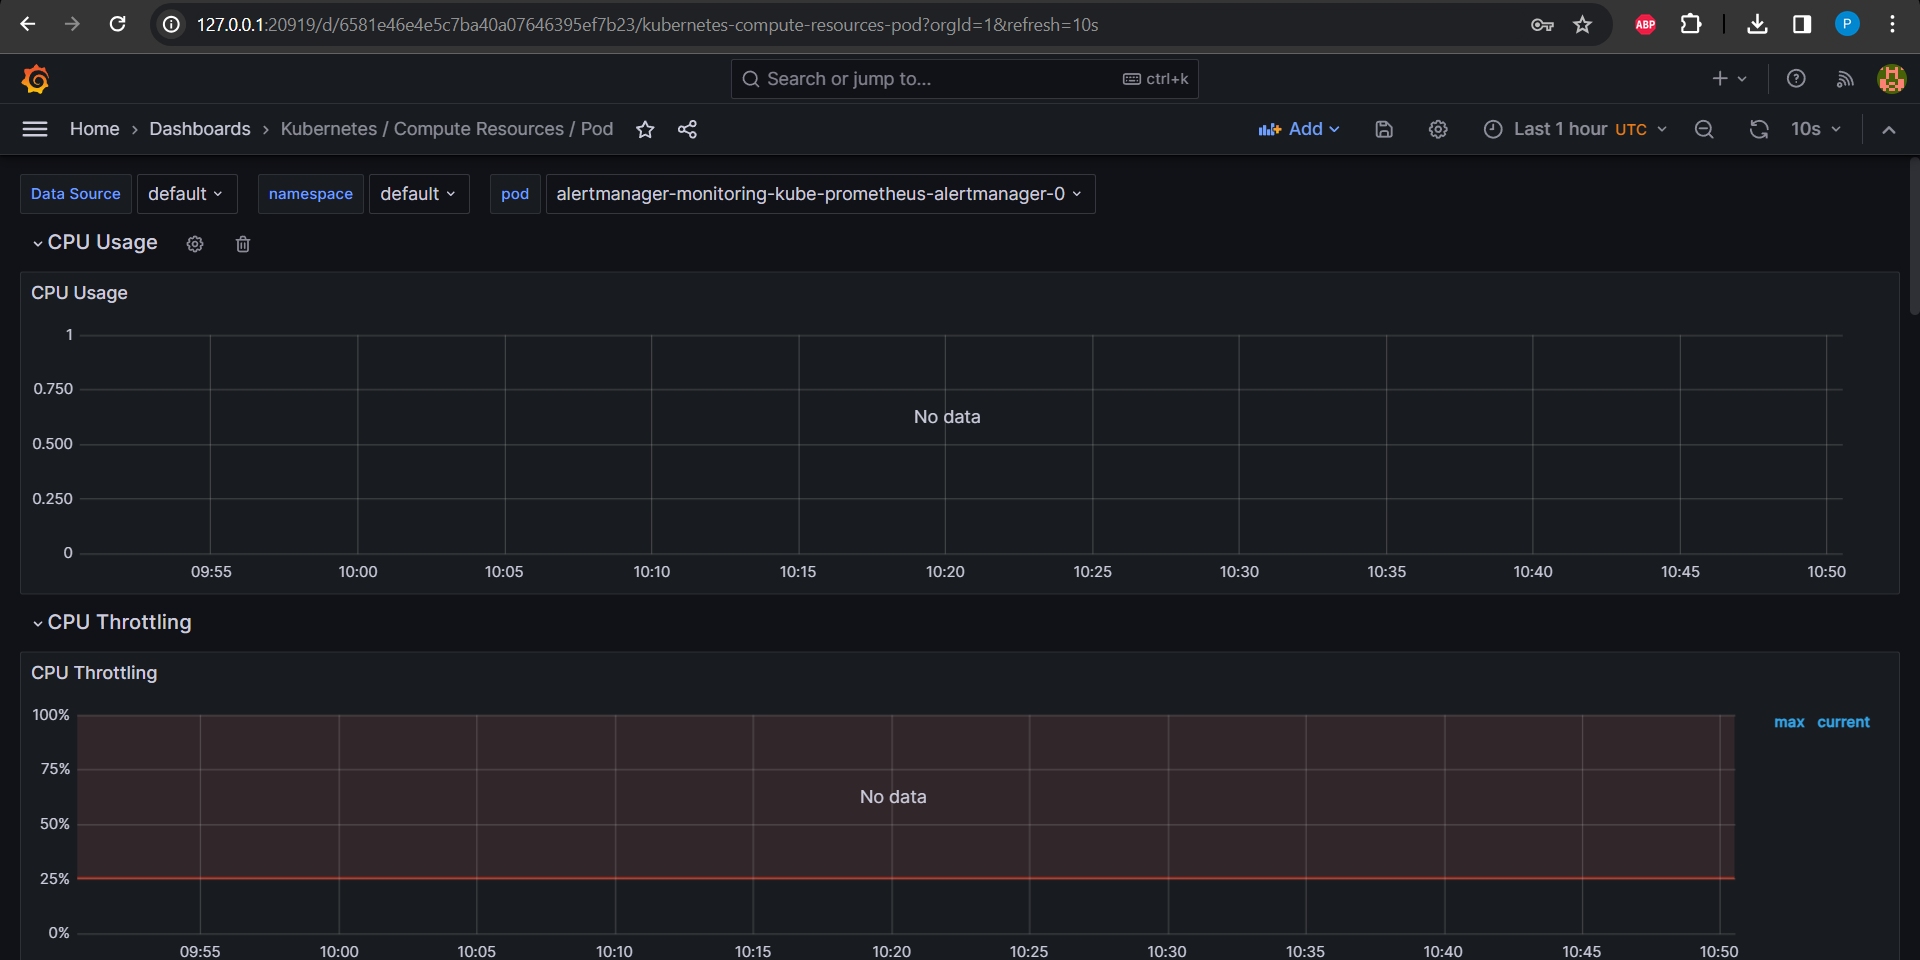 127.0.0.1:20919/d/6581e46e4e5c7ba40a07646395ef7b23/kubernetes-compute-resources-pod?orgId=1&refresh=10s
ABP
P
Search or jump to...
ctrl+k
Home › Dashboards › Kubernetes / Compute Resources / Pod
Add
Last 1 hour UTC
10s
Data Source default
namespace default
pod alertmanager-monitoring-kube-prometheus-alertmanager-0
CPU Usage
CPU Usage
1
0.750
No data
0.500
0.250
0
09:55 10:00 10:05 10:10 10:15 10:20 10:25 10:30 10:35 10:40 10:45 10:50
CPU Throttling
CPU Throttling
100%
max current
75%
No data
50%
25%
0%
09:55 10:00 10:05 10:10 10:15 10:20 10:25 10:30 10:35 10:40 10:45 10:50